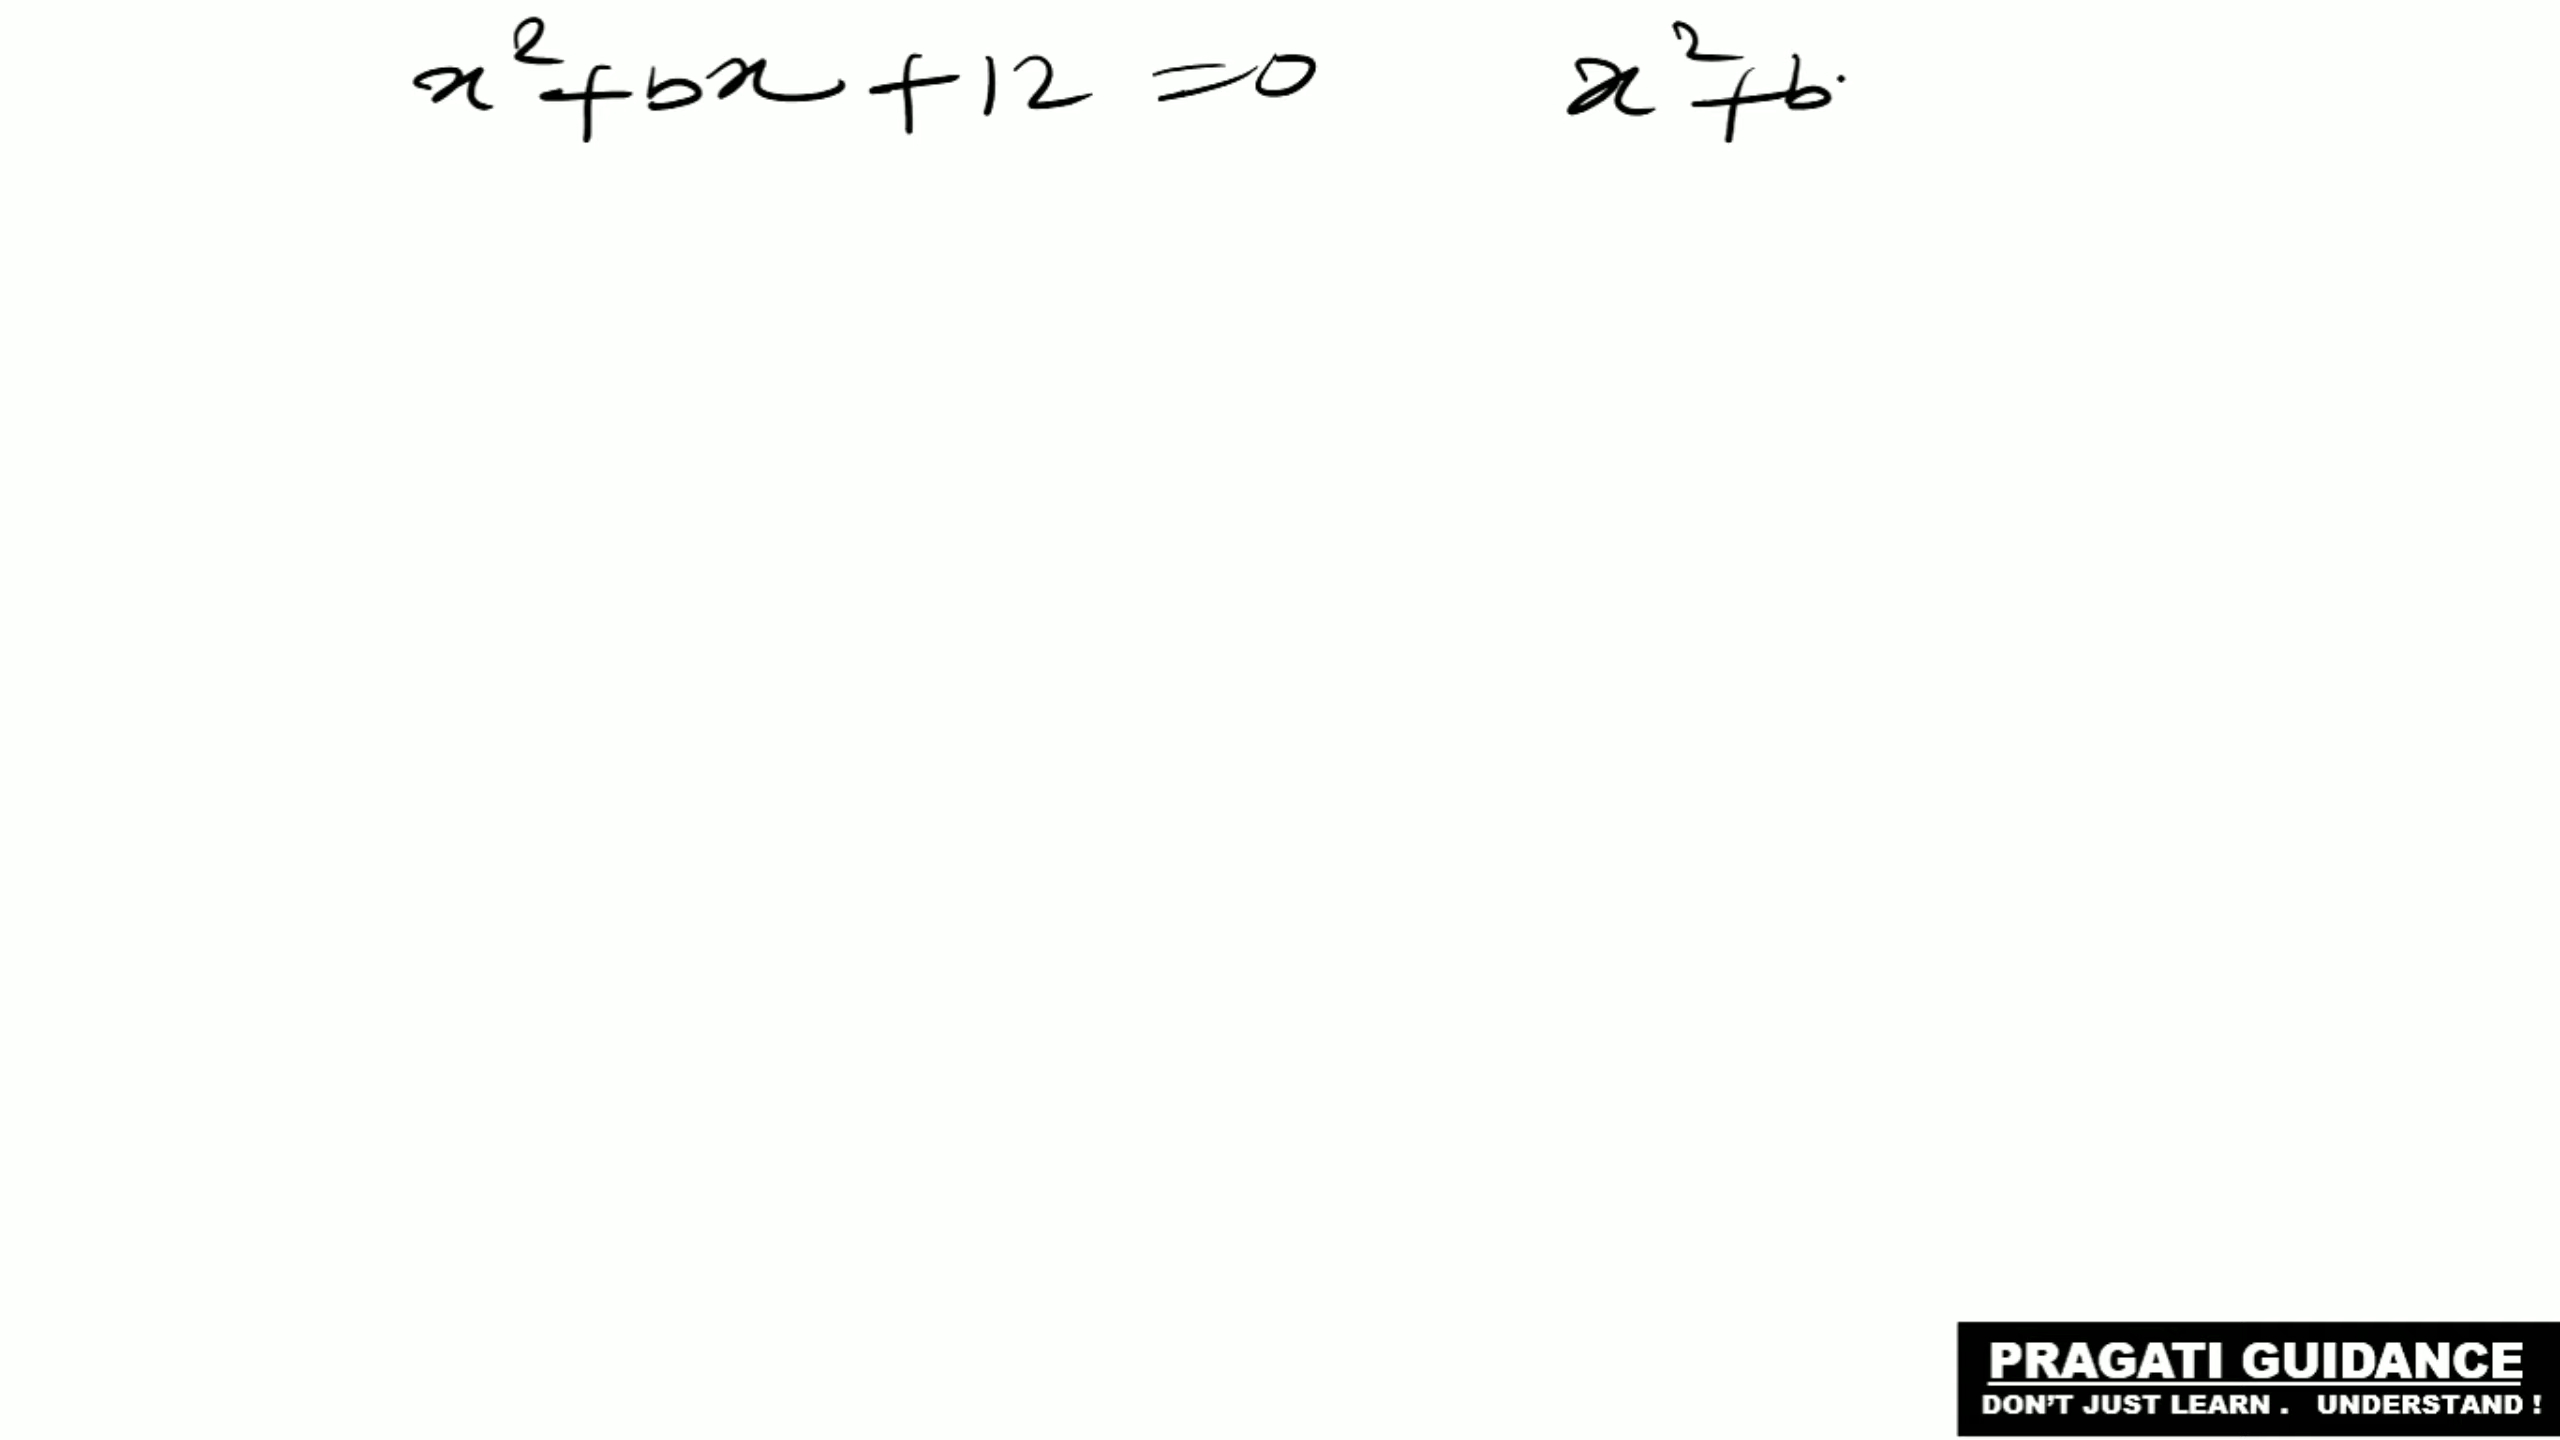 x²+bx+12=0 x²+b
PRAGATI GUIDANCE
DON'T JUST LEARN . UNDERSTAND !